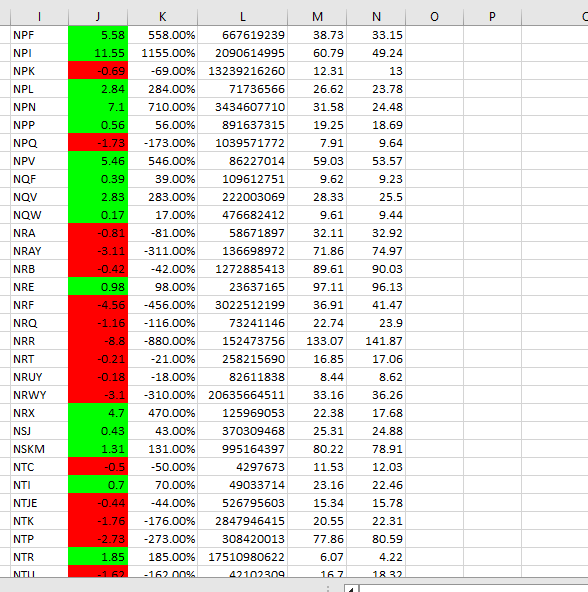 I J K L M N O P
NPF 5.58 558.00% 667619239 38.73 33.15
NPI 11.55 1155.00% 2090614995 60.79 49.24
NPK -0.69 -69.00% 13239216260 12.31 13
NPL 2.84 284.00% 71736566 26.62 23.78
NPN 7.1 710.00% 3434607710 31.58 24.48
NPP 0.56 56.00% 891637315 19.25 18.69
NPQ -1.73 -173.00% 1039571772 7.91 9.64
NPV 5.46 546.00% 86227014 59.03 53.57
NQF 0.39 39.00% 109612751 9.62 9.23
NQV 2.83 283.00% 222003069 28.33 25.5
NQW 0.17 17.00% 476682412 9.61 9.44
NRA -0.81 -81.00% 58671897 32.11 32.92
NRAY -3.11 -311.00% 136698972 71.86 74.97
NRB -0.42 -42.00% 1272885413 89.61 90.03
NRE 0.98 98.00% 23637165 97.11 96.13
NRF -4.56 -456.00% 3022512199 36.91 41.47
NRQ -1.16 -116.00% 73241146 22.74 23.9
NRR -8.8 -880.00% 152473756 133.07 141.87
NRT -0.21 -21.00% 258215690 16.85 17.06
NRUY -0.18 -18.00% 82611838 8.44 8.62
NRWY -3.1 -310.00% 20635664511 33.16 36.26
NRX 4.7 470.00% 125969053 22.38 17.68
NSJ 0.43 43.00% 370309468 25.31 24.88
NSKM 1.31 131.00% 995164397 80.22 78.91
NTC -0.5 -50.00% 4297673 11.53 12.03
NTI 0.7 70.00% 49033714 23.16 22.46
NTJE -0.44 -44.00% 526795603 15.34 15.78
NTK -1.76 -176.00% 2847946415 20.55 22.31
NTP -2.73 -273.00% 308420013 77.86 80.59
NTR 1.85 185.00% 17510980622 6.07 4.22
NTU -1.62 -162.00% 42102309 16.7 18.32